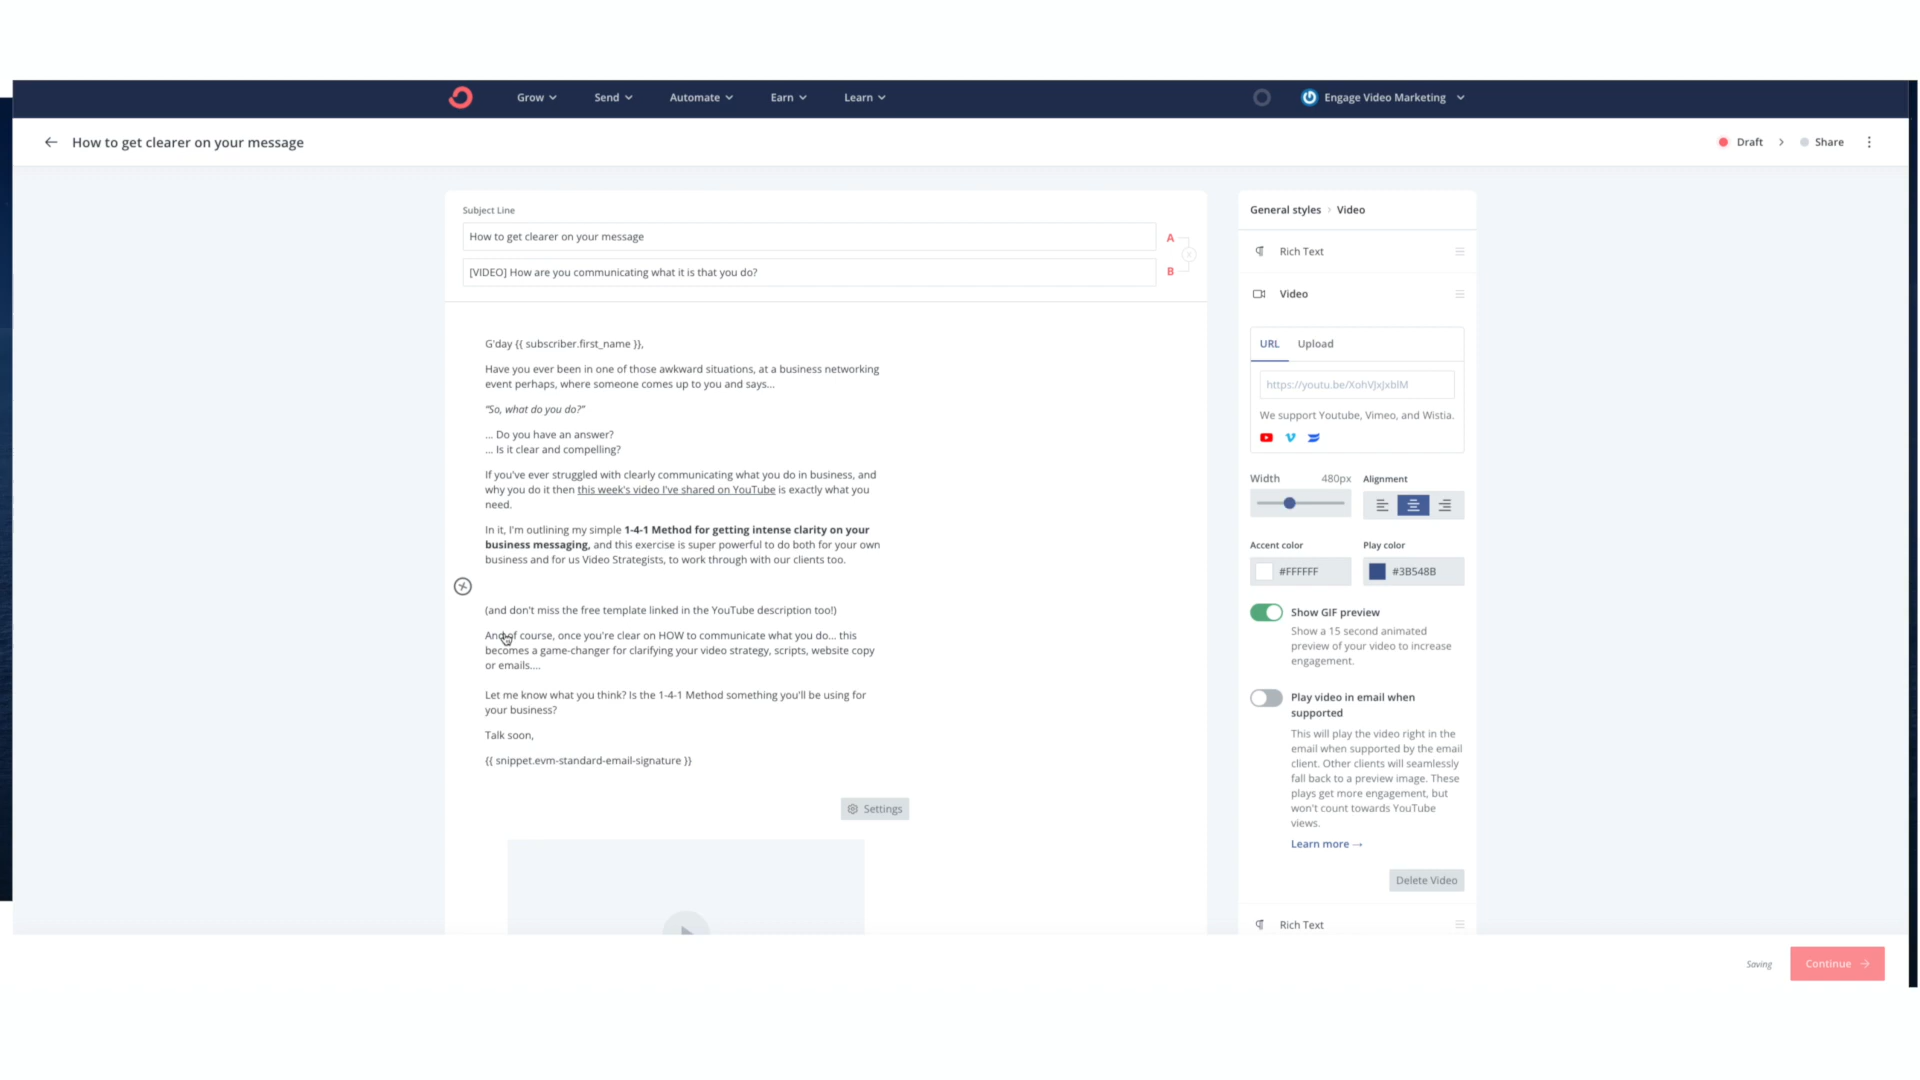 Grow
Send
Automate
Earn
Learn
Engage Video Marketing
How to get clearer on your message
Draft
Share
Subject Line
How to get clearer on your message
A
[VIDEO] How are you communicating what it is that you do?
B
G'day {{ subscriber.first_name }},
Have you ever been in one of those awkward situations, at a business networking
event perhaps, where someone comes up to you and says...
"So, what do you do?"
... Do you have an answer?
... Is it clear and compelling?
If you've ever struggled with clearly communicating what you do in business, and
why you do it then this week's video I've shared on YouTube is exactly what you
need.
In it, I'm outlining my simple 1-4-1 Method for getting intense clarity on your
business messaging, and this exercise is super powerful to do both for your own
business and for us Video Strategists, to work through with our clients too.
(and don't miss the free template linked in the YouTube description too!)
And of course, once you're clear on HOW to communicate what you do... this
becomes a game-changer for clarifying your video strategy, scripts, website copy
or emails....
Let me know what you think? Is the 1-4-1 Method something you'll be using for
your business?
Talk soon,
{{ snippet.evm-standard-email-signature }}
Settings
General styles › Video
Rich Text
Video
URL
Upload
We support Youtube, Vimeo, and Wistia.
Width
480px
Alignment
Accent color
Play color
#FFFFFF
#3B548B
Show GIF preview
Show a 15 second animated
preview of your video to increase
engagement.
Play video in email when
supported
This will play the video right in the
email when supported by the email
client. Other clients will seamlessly
fall back to a preview image. These
plays get more engagement, but
won't count towards YouTube
views.
Learn more →
Delete Video
Rich Text
Saving
Continue →